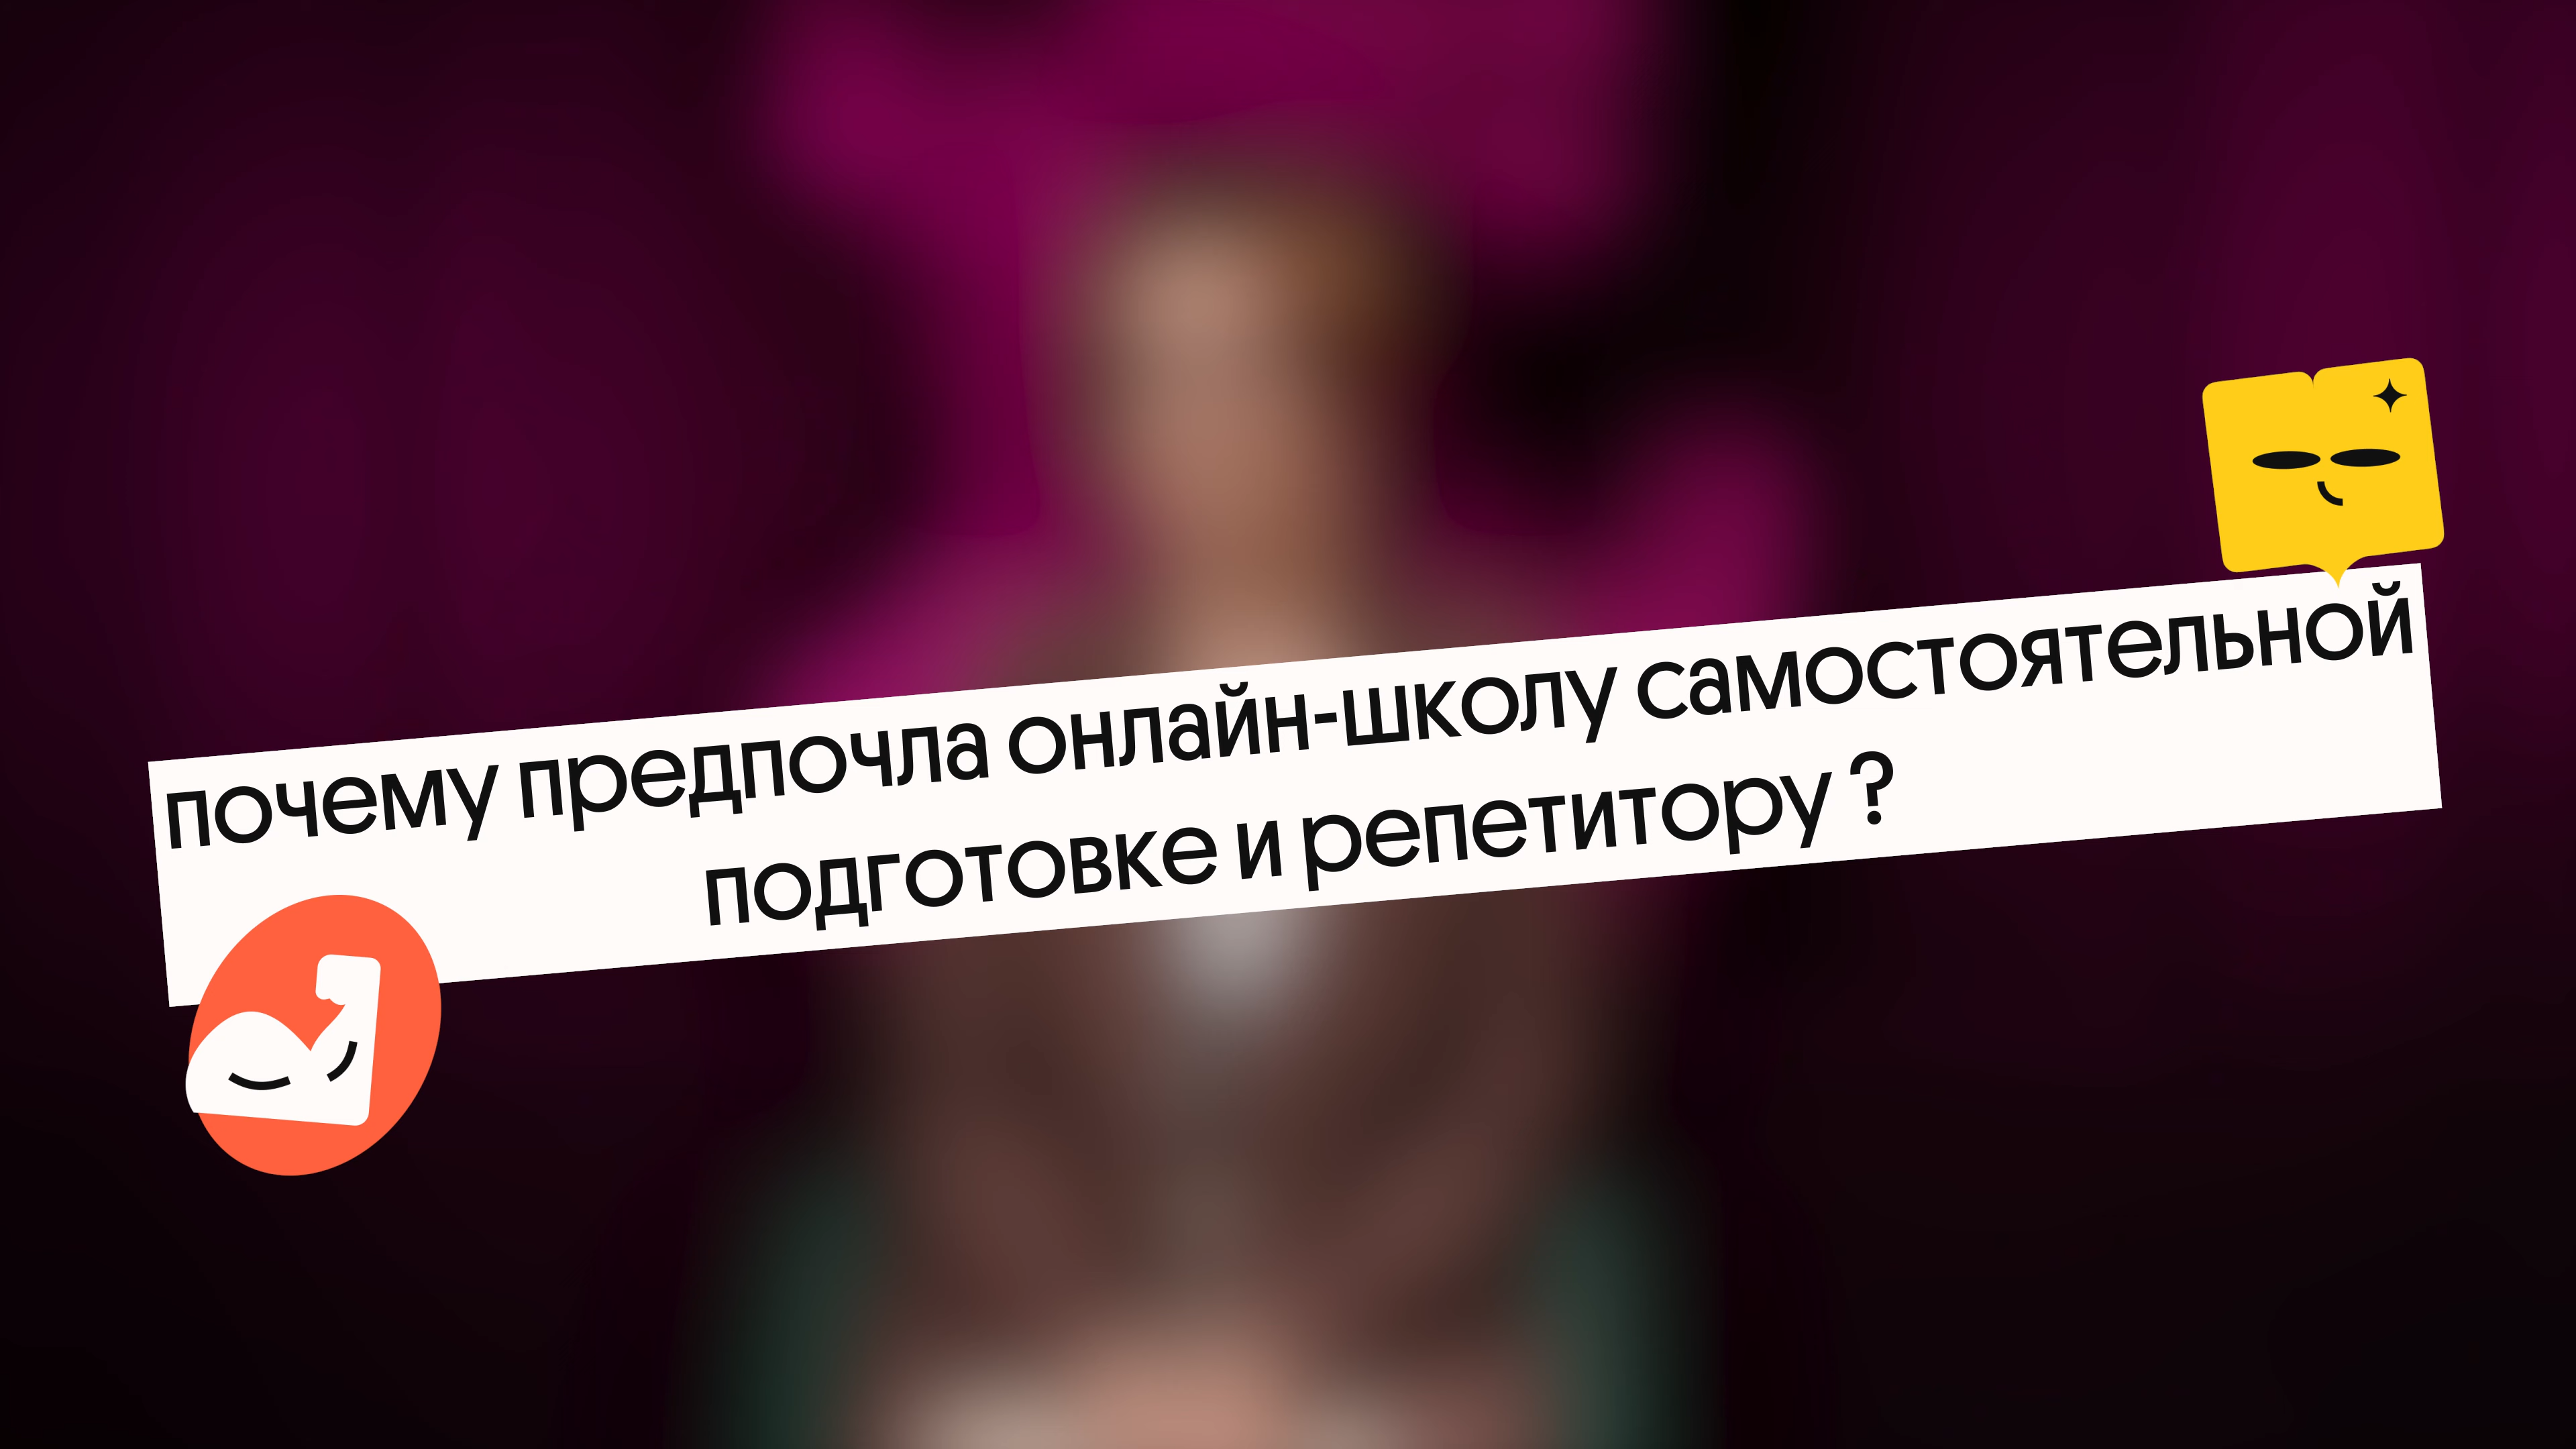 почему предпочла онлайн-школу самостоятельной
подготовке и репетитору ?